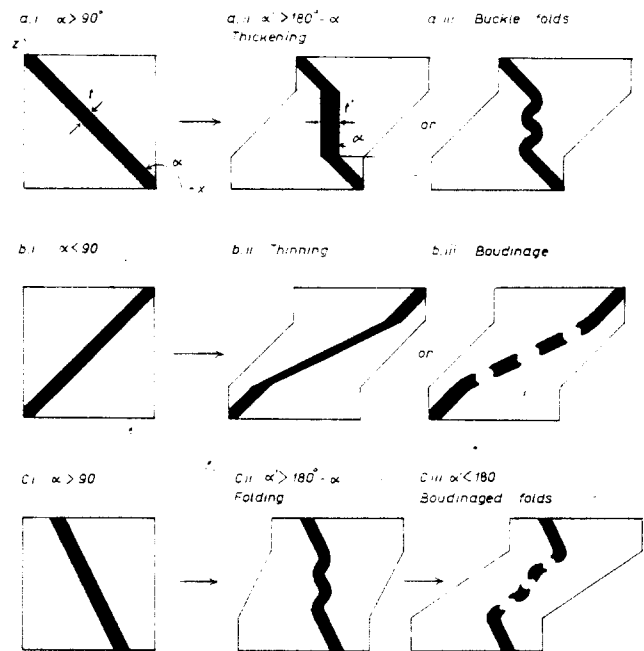 a.i α>90° a.ii α'>180°-α a.iii Buckle folds
Thickening
z
t t' α or
α
x
b.i α<90 b.ii Thinning b.iii Boudinage
or
c.i α>90 c.ii α'>180°-α c.iii α'<180
Folding Boudinaged folds